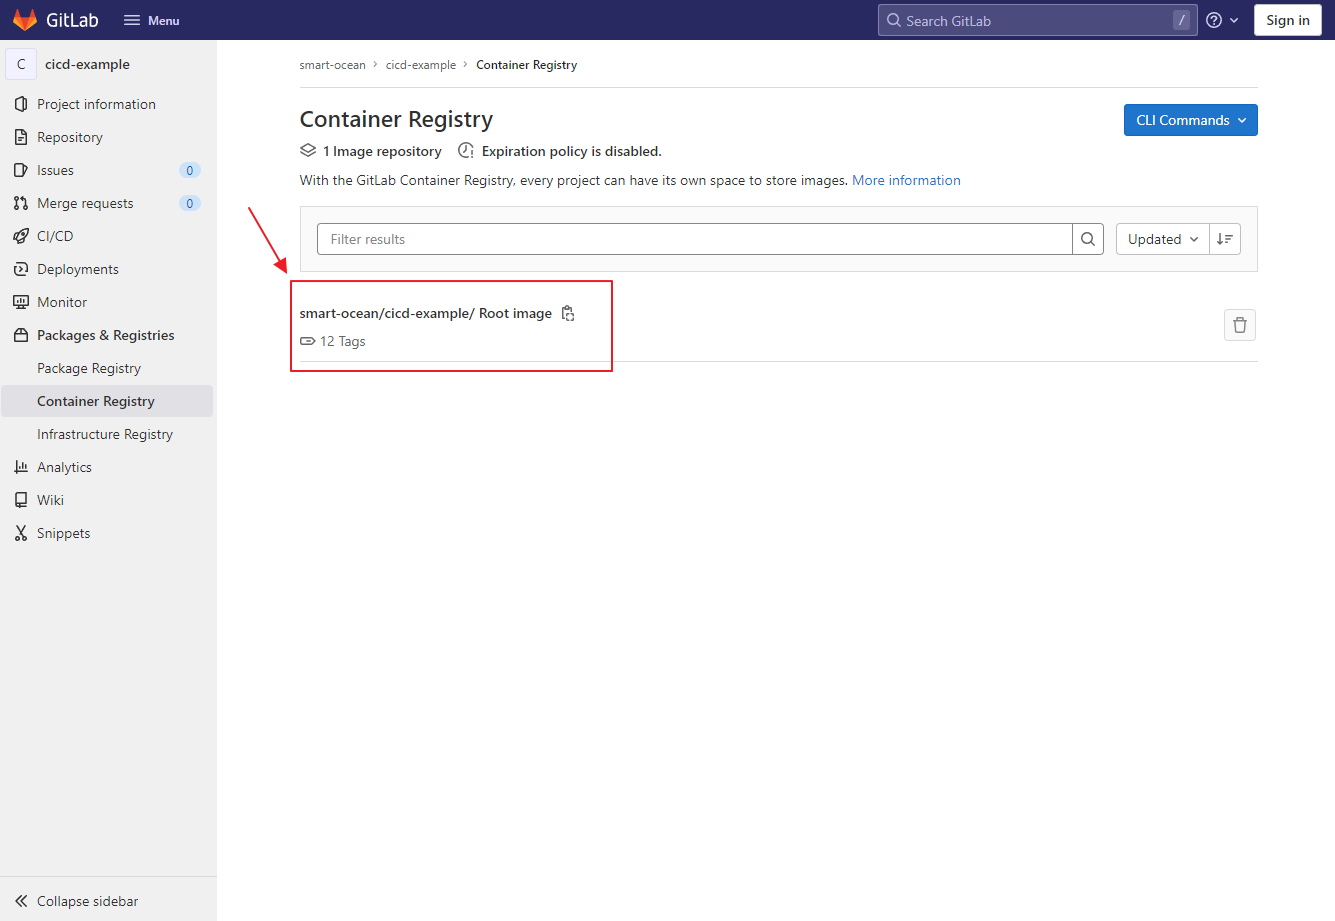 GitLab
Menu
Search GitLab
/
Sign in
C
cicd-example
Project information
Repository
Issues 0
Merge requests 0
CI/CD
Deployments
Monitor
Packages & Registries
Package Registry
Container Registry
Infrastructure Registry
Analytics
Wiki
Snippets
Collapse sidebar
smart-ocean > cicd-example > Container Registry
Container Registry
CLI Commands
1 Image repository Expiration policy is disabled.
With the GitLab Container Registry, every project can have its own space to store images. More information
Filter results
Updated
smart-ocean/cicd-example/ Root image
12 Tags